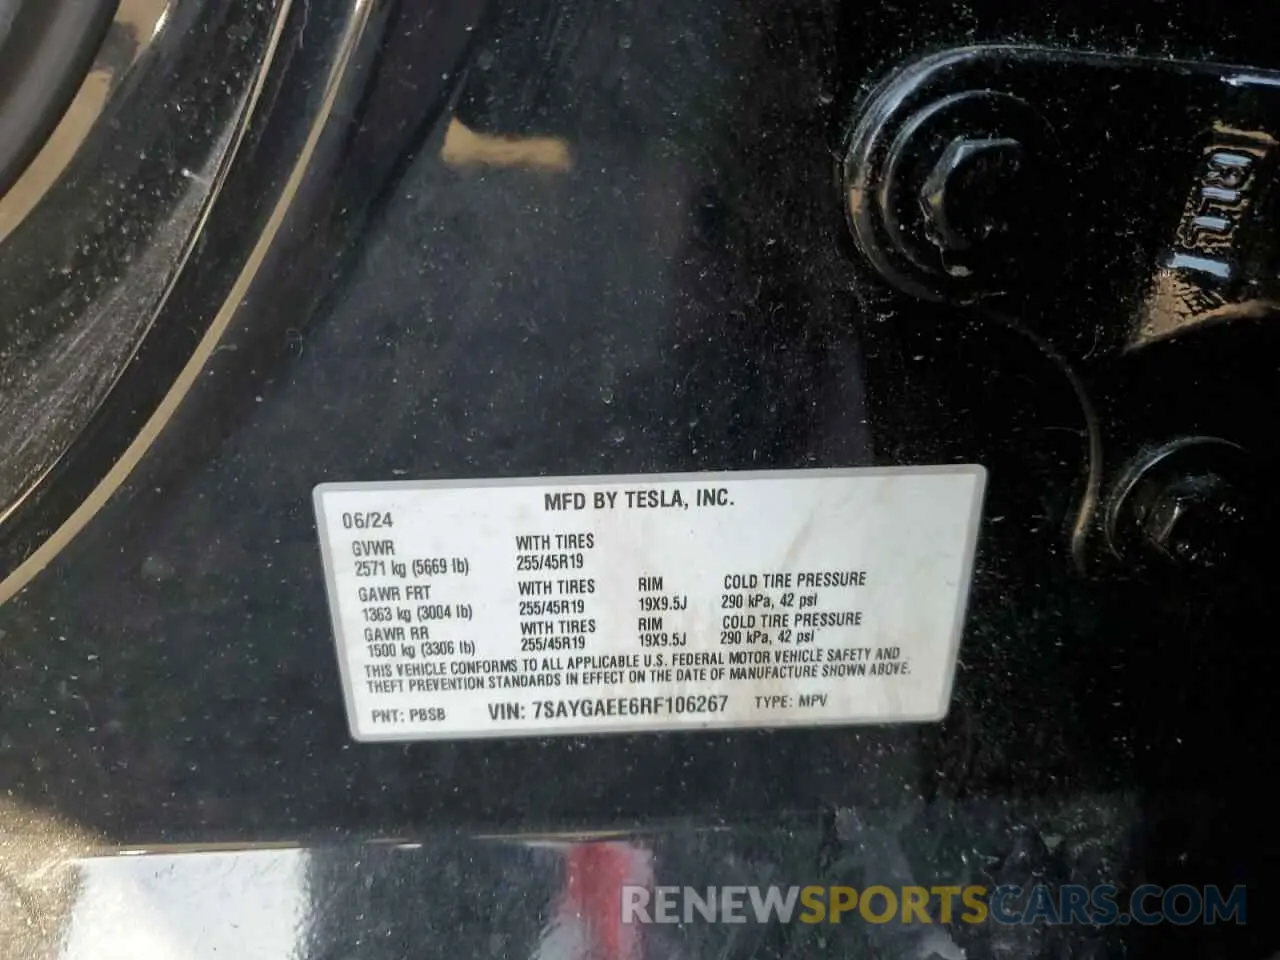 MFD BY TESLA, INC.
06/24
GVWR WITH TIRES
2571 kg (5669 lb) 255/45R19
GAWR FRT WITH TIRES RIM COLD TIRE PRESSURE
1363 kg (3004 lb) 255/45R19 19X9.5J 290 kPa, 42 psi
GAWR RR WITH TIRES RIM COLD TIRE PRESSURE
1500 kg (3306 lb) 255/45R19 19X9.5J 290 kPa, 42 psi
THIS VEHICLE CONFORMS TO ALL APPLICABLE U.S. FEDERAL MOTOR VEHICLE SAFETY AND
THEFT PREVENTION STANDARDS IN EFFECT ON THE DATE OF MANUFACTURE SHOWN ABOVE.
PNT: PBSB VIN: 7SAYGAEE6RF106267 TYPE: MPV
RENEWSPORTSCARS.COM